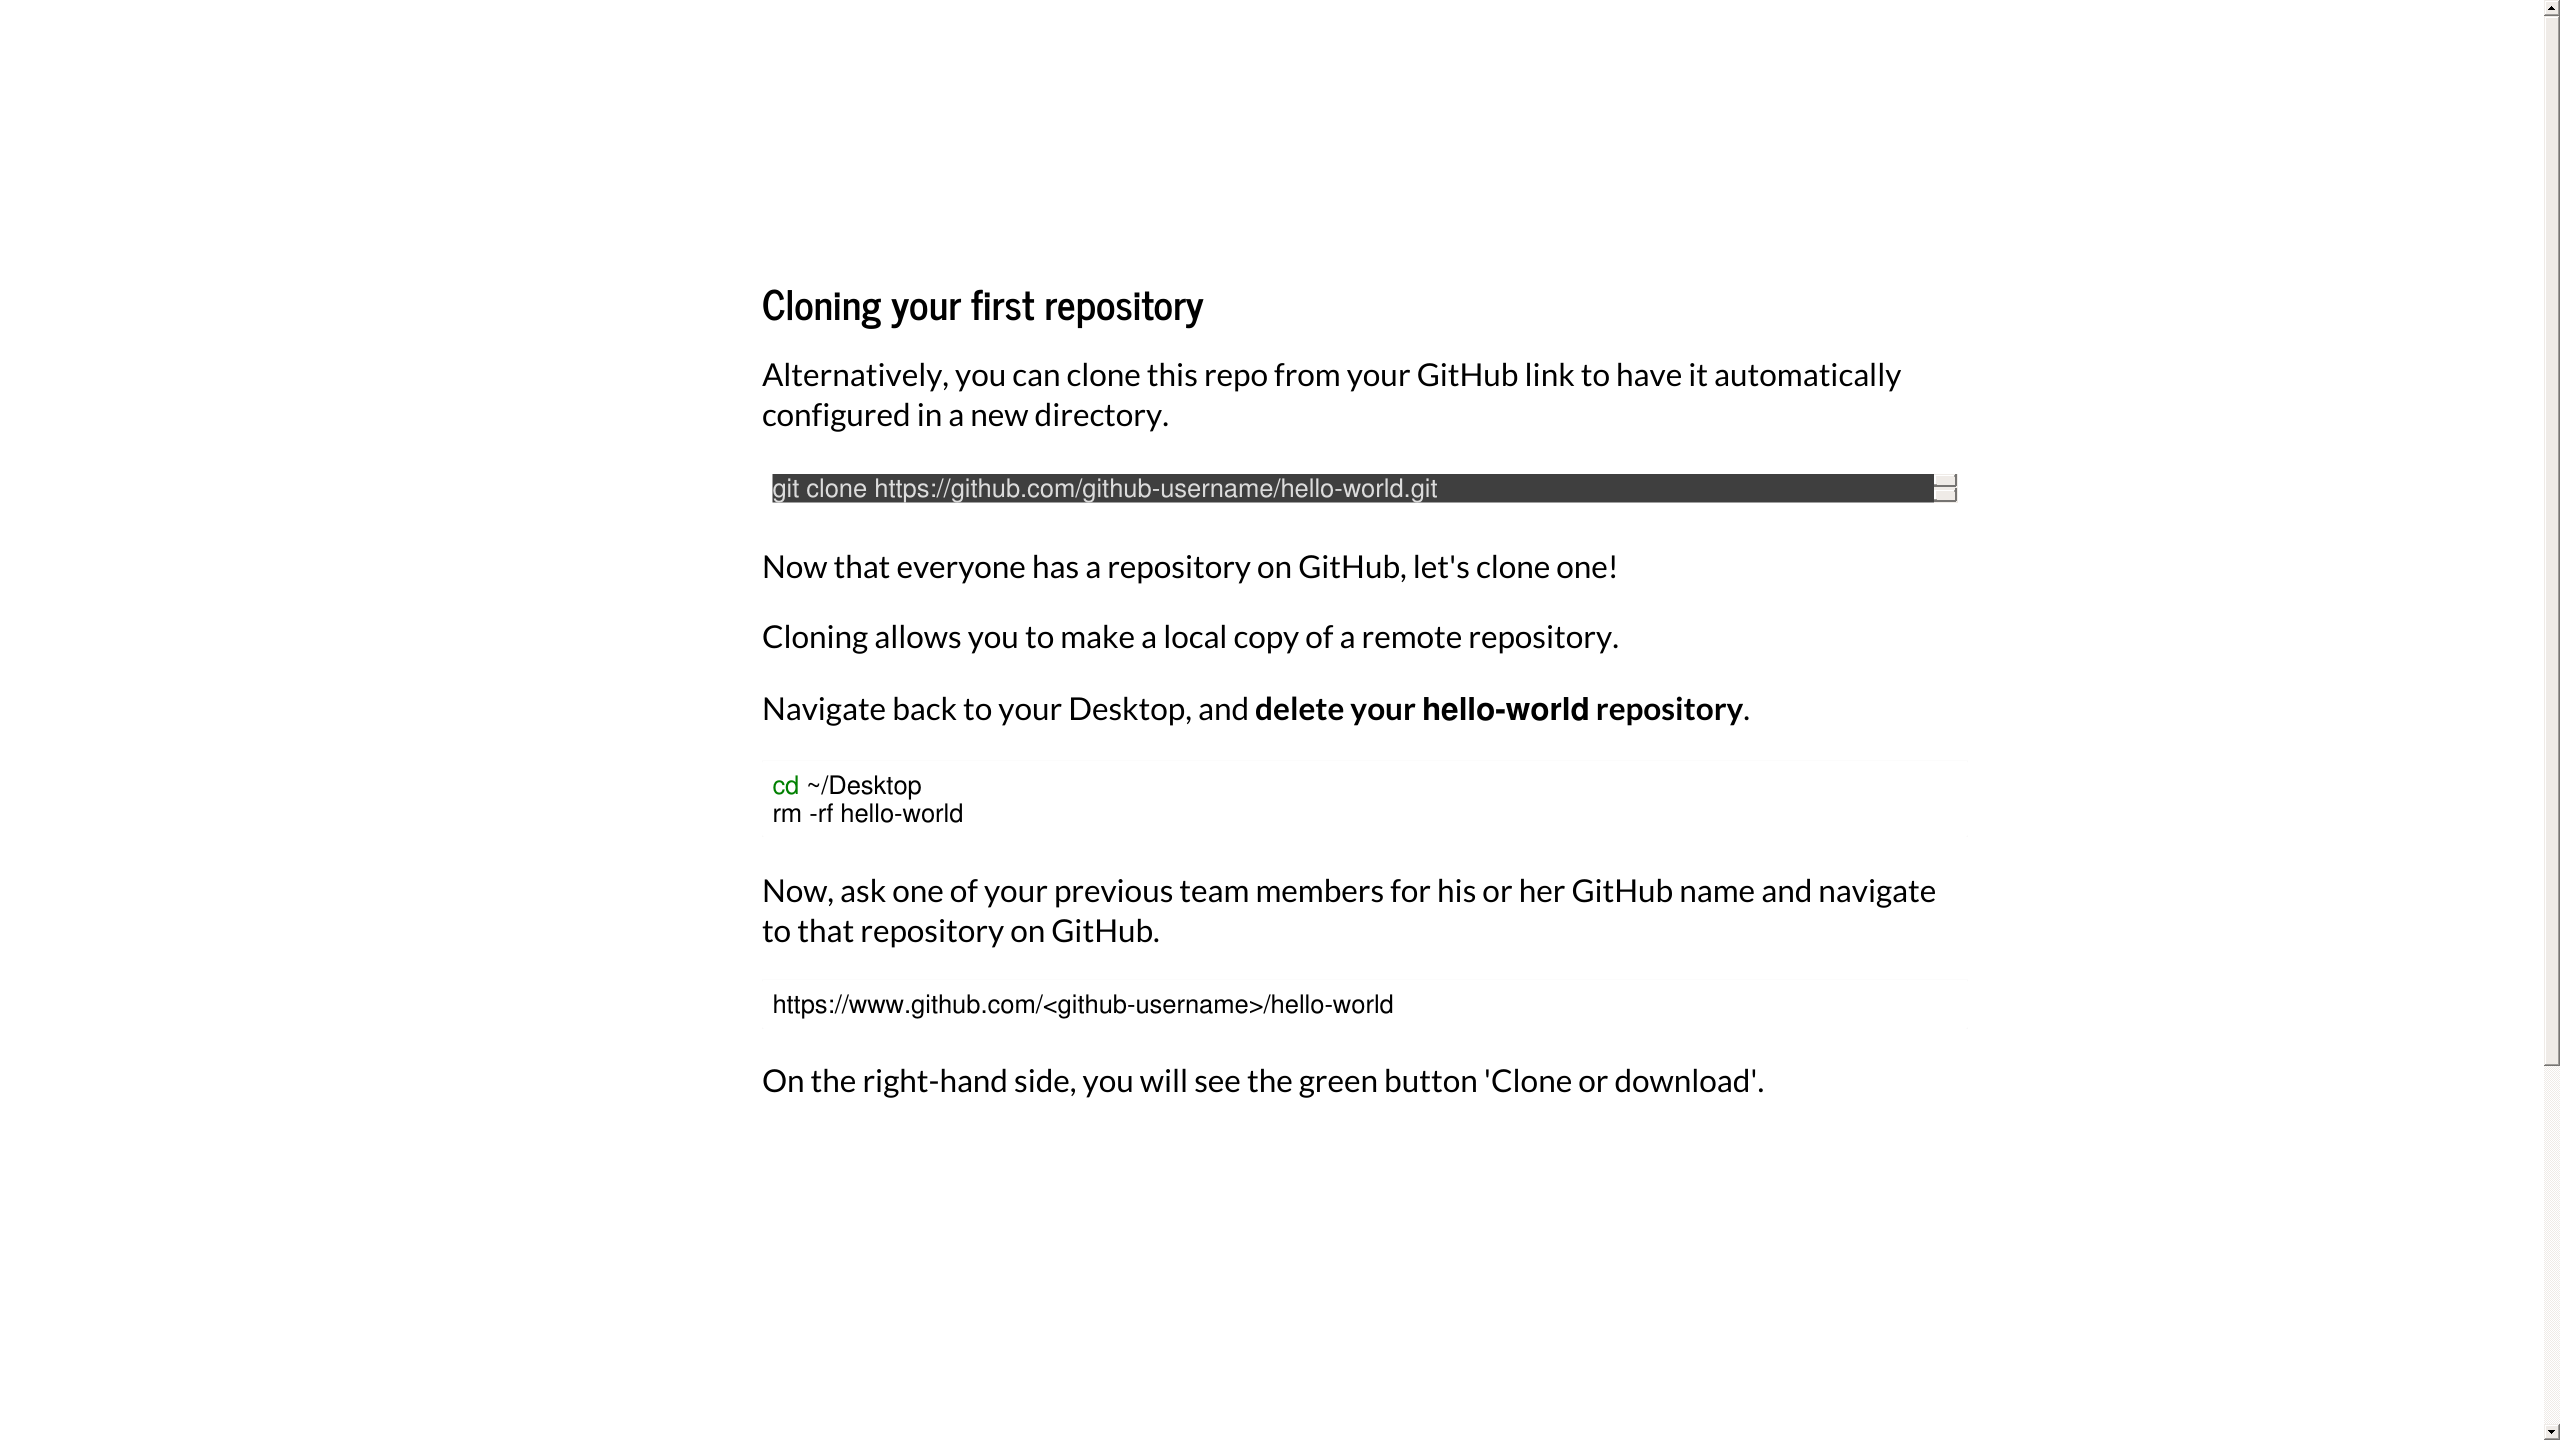 Cloning your first repository
Alternatively, you can clone this repo from your GitHub link to have it automatically
configured in a new directory.
git clone https://github.com/github-username/hello-world.git
Now that everyone has a repository on GitHub, let's clone one!
Cloning allows you to make a local copy of a remote repository.
Navigate back to your Desktop, and delete your hello-world repository.
cd ~/Desktop
rm -rf hello-world
Now, ask one of your previous team members for his or her GitHub name and navigate
to that repository on GitHub.
https://www.github.com/<github-username>/hello-world
On the right-hand side, you will see the green button 'Clone or download'.